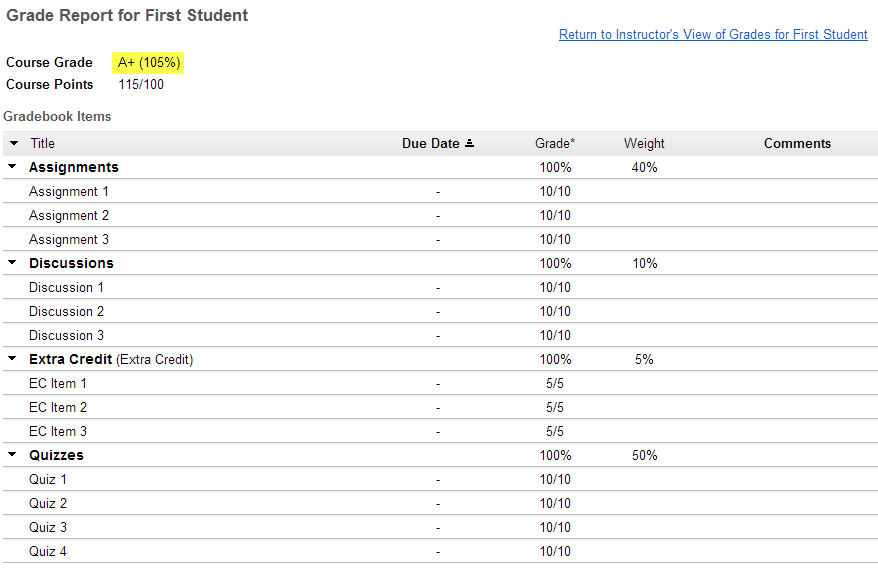 Grade Report for First Student
Return to Instructor's View of Grades for First Student
Course Grade A+ (105%)
Course Points 115/100
Gradebook Items
Title Due Date Grade* Weight Comments
Assignments 100% 40%
Assignment 1 - 10/10
Assignment 2 - 10/10
Assignment 3 - 10/10
Discussions 100% 10%
Discussion 1 - 10/10
Discussion 2 - 10/10
Discussion 3 - 10/10
Extra Credit (Extra Credit) 100% 5%
EC Item 1 - 5/5
EC Item 2 - 5/5
EC Item 3 - 5/5
Quizzes 100% 50%
Quiz 1 - 10/10
Quiz 2 - 10/10
Quiz 3 - 10/10
Quiz 4 - 10/10